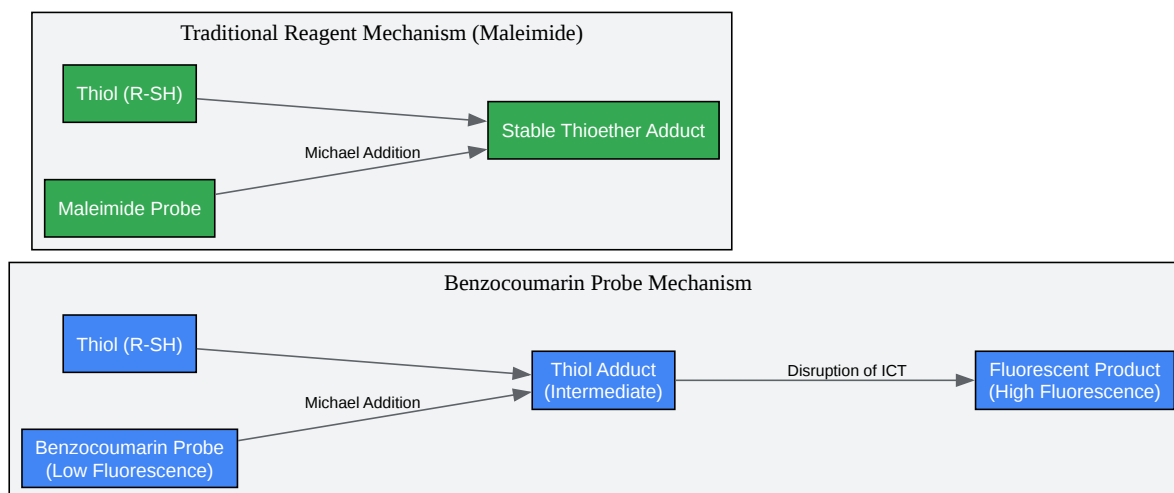 Traditional Reagent Mechanism (Maleimide)
Thiol (R-SH)
Stable Thioether Adduct
Michael Addition
Maleimide Probe
Benzocoumarin Probe Mechanism
Thiol (R-SH)
Thiol Adduct
(Intermediate)
Disruption of ICT
Fluorescent Product
(High Fluorescence)
Michael Addition
Benzocoumarin Probe
(Low Fluorescence)